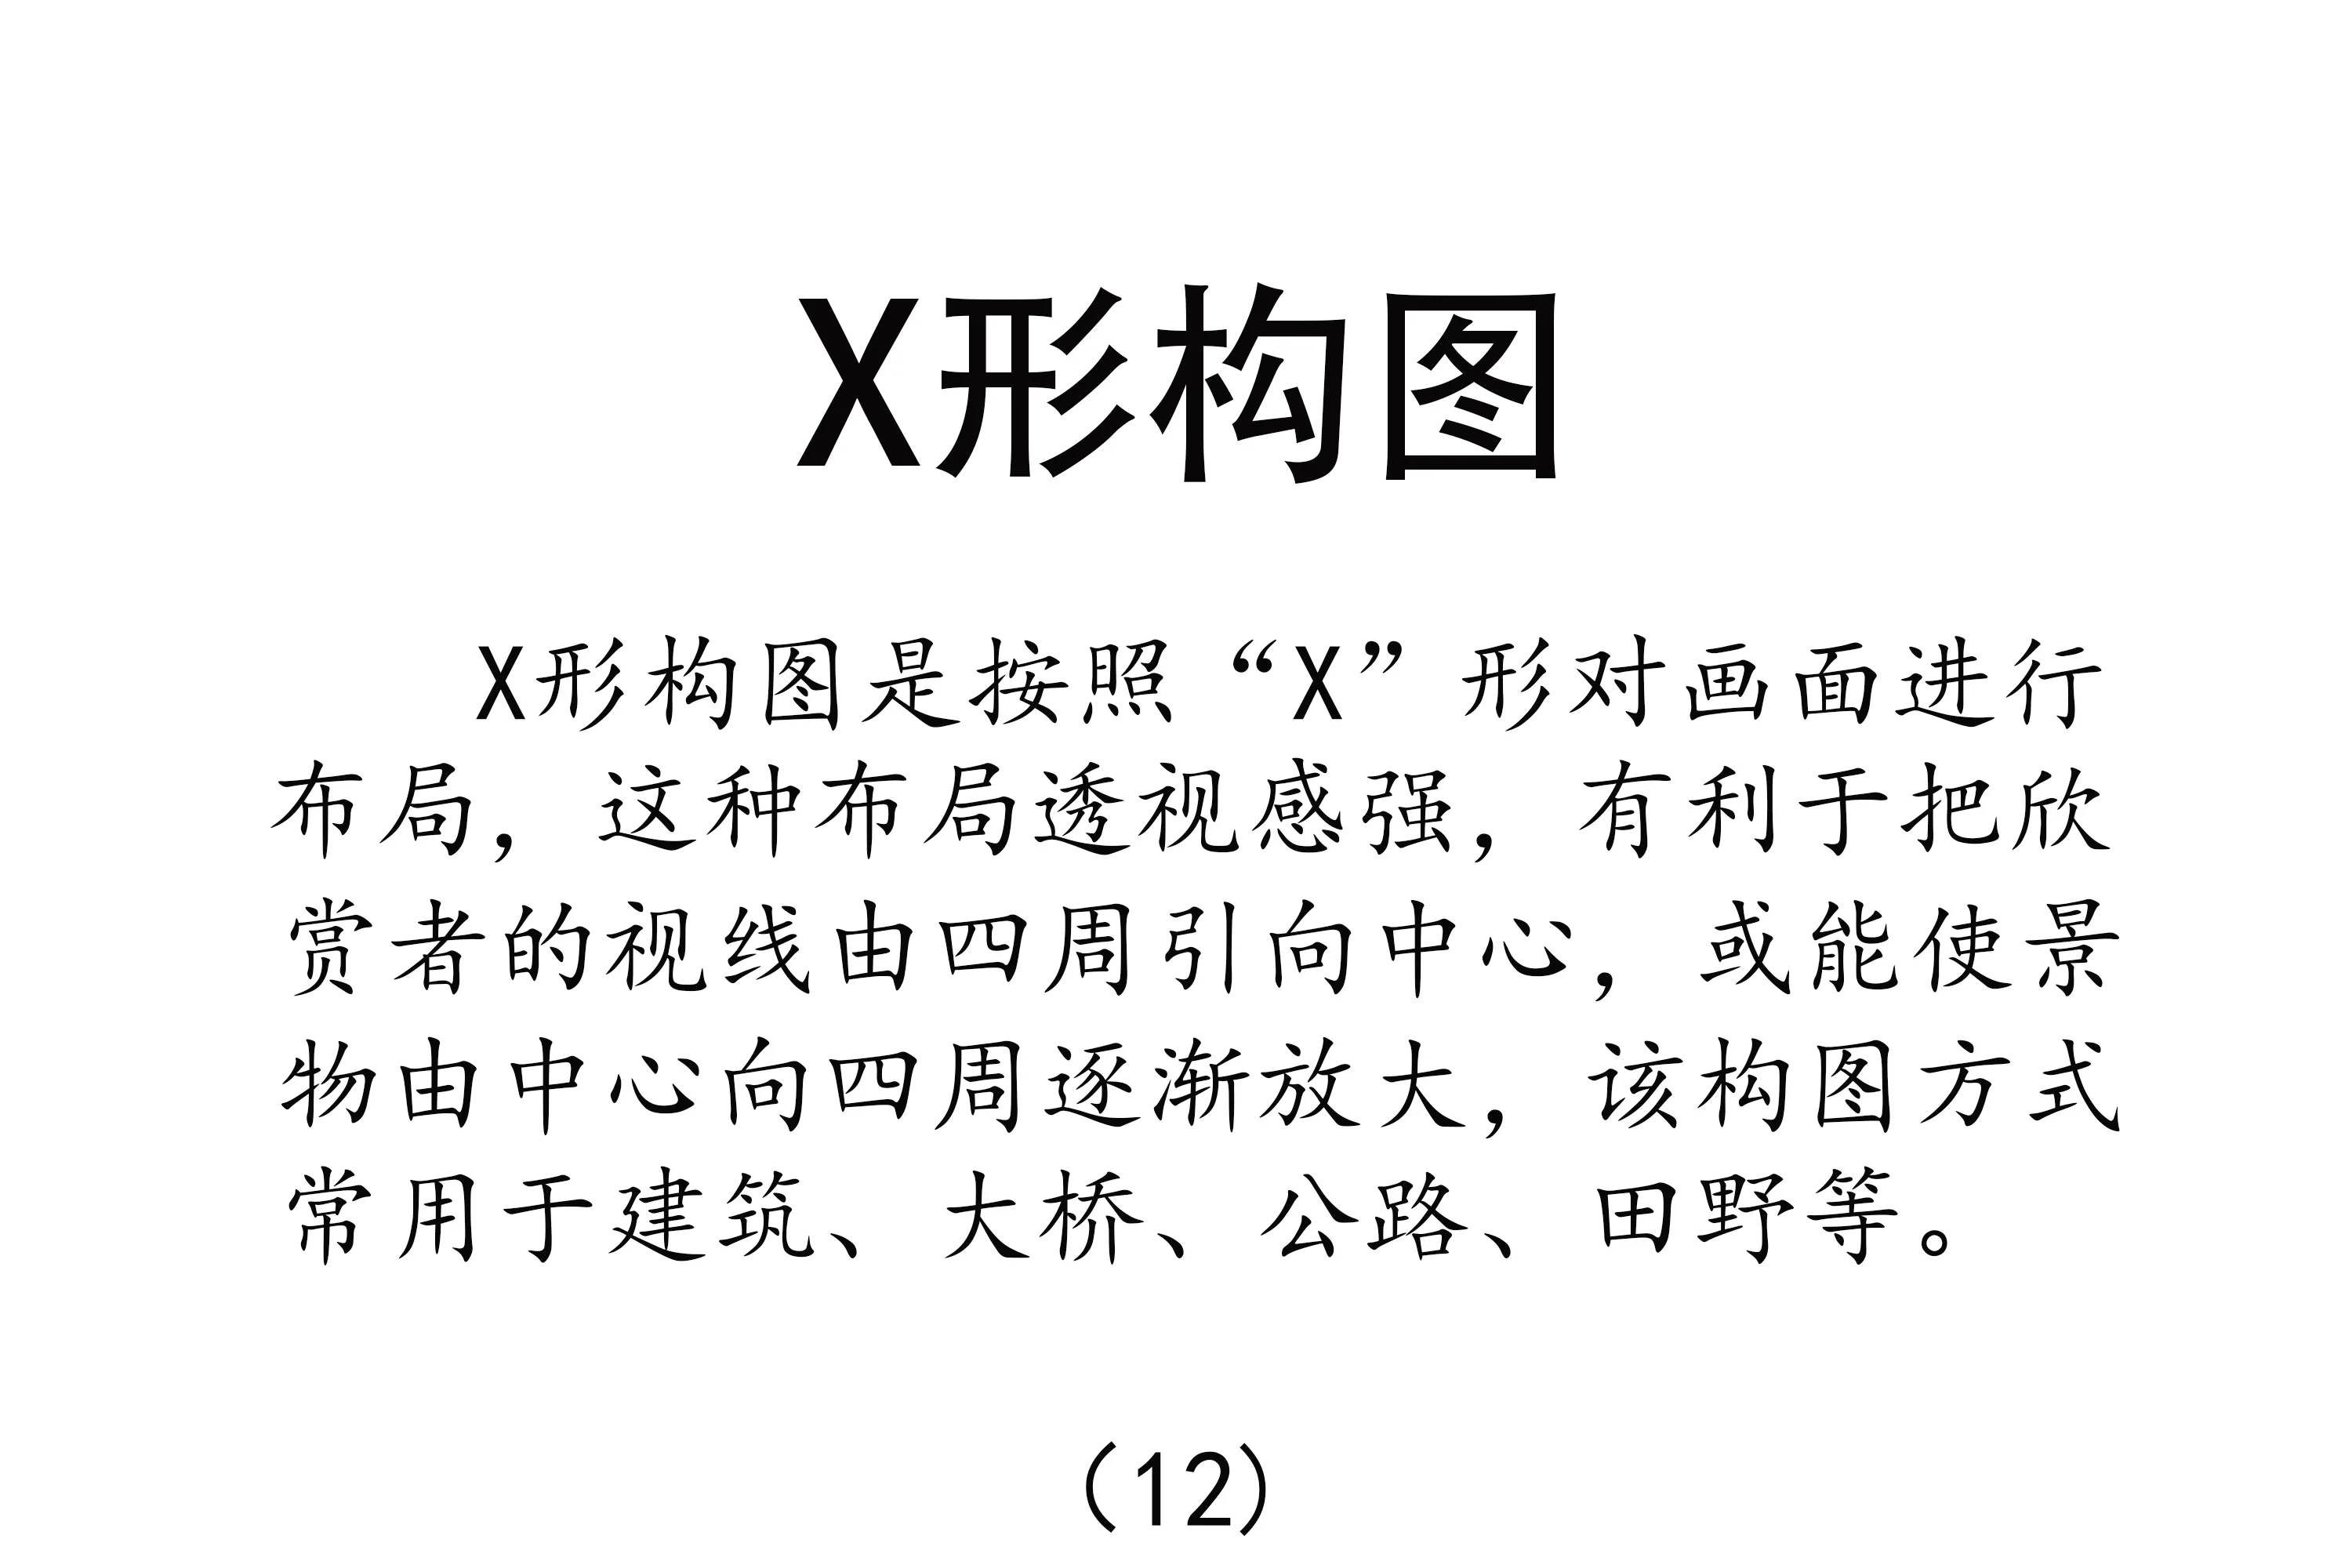 X形构图
X形构图是按照“X”形对画面进行
布局，这种布局透视感强，有利于把欣
赏者的视线由四周引向中心，或能使景
物由中心向四周逐渐放大，该构图方式
常用于建筑、大桥、公路、田野等。
(12)